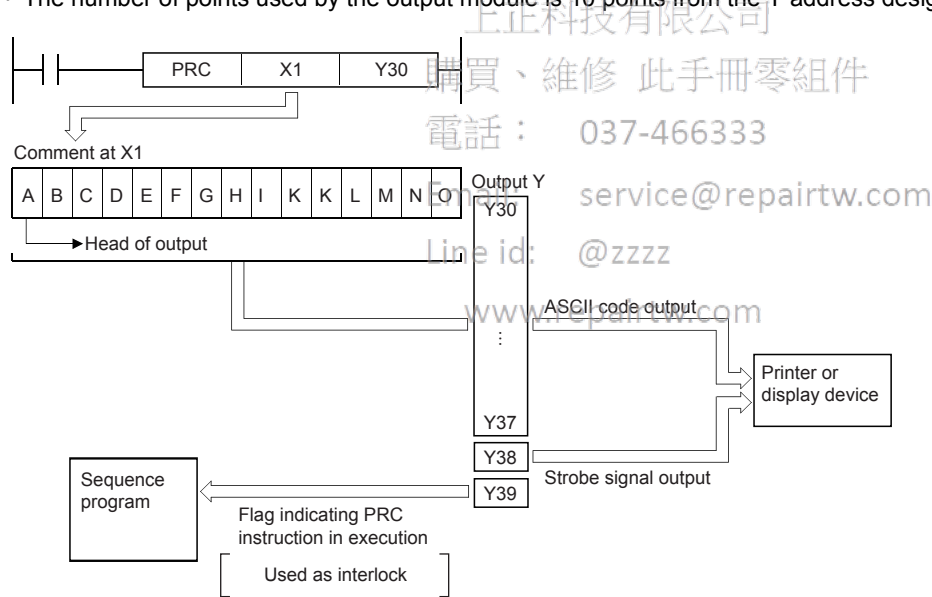 • The number of points used by the output module is 10 points from the Y address desig
上正科技有限公司
PRC X1 Y30
購買、維修 此手冊零組件
電話： 037-466333
Comment at X1
A B C D E F G H I K K L M N O
Output Y
Email: service@repairtw.com
Y30
Head of output
Line id: @zzzz
www.repairtw.com
ASCII code output
⋮
Printer or
display device
Y37
Y38
Strobe signal output
Sequence
program
Y39
Flag indicating PRC
instruction in execution
Used as interlock